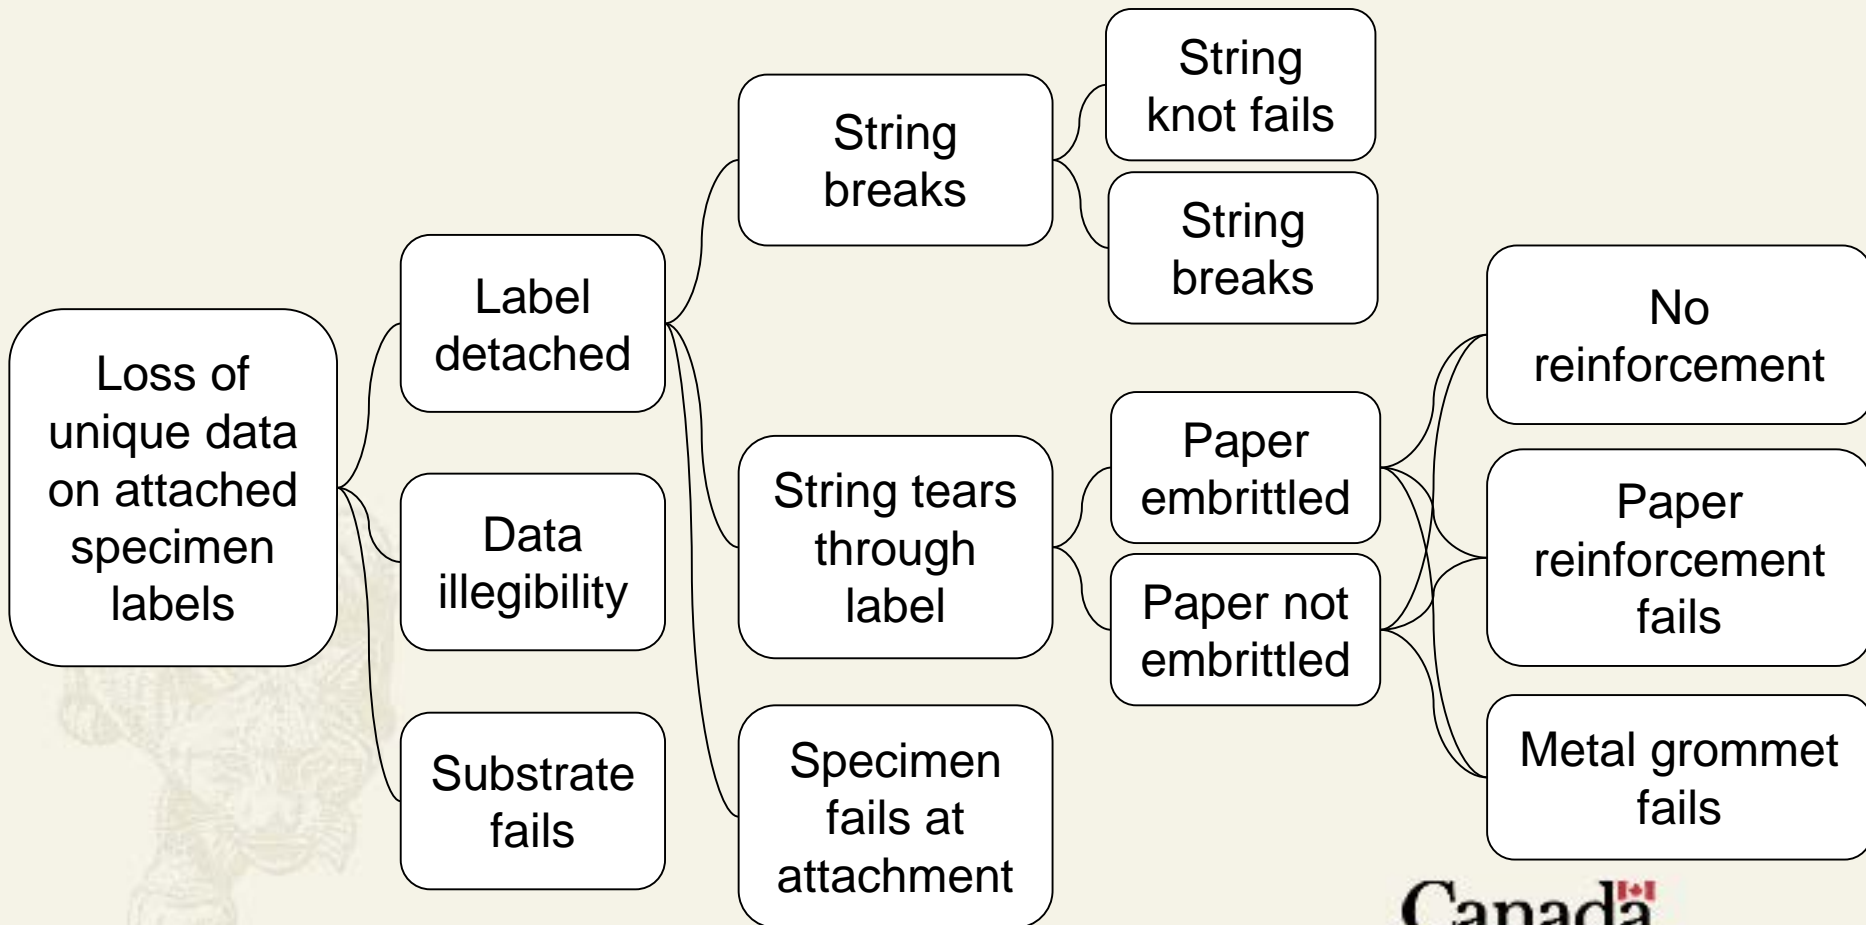 Loss of
unique data
on attached
specimen
labels
Label
detached
Data
illegibility
Substrate
fails
String
breaks
String tears
through
label
Specimen
fails at
attachment
String
knot fails
String
breaks
Paper
embrittled
Paper not
embrittled
No
reinforcement
Paper
reinforcement
fails
Metal grommet
fails
Canada